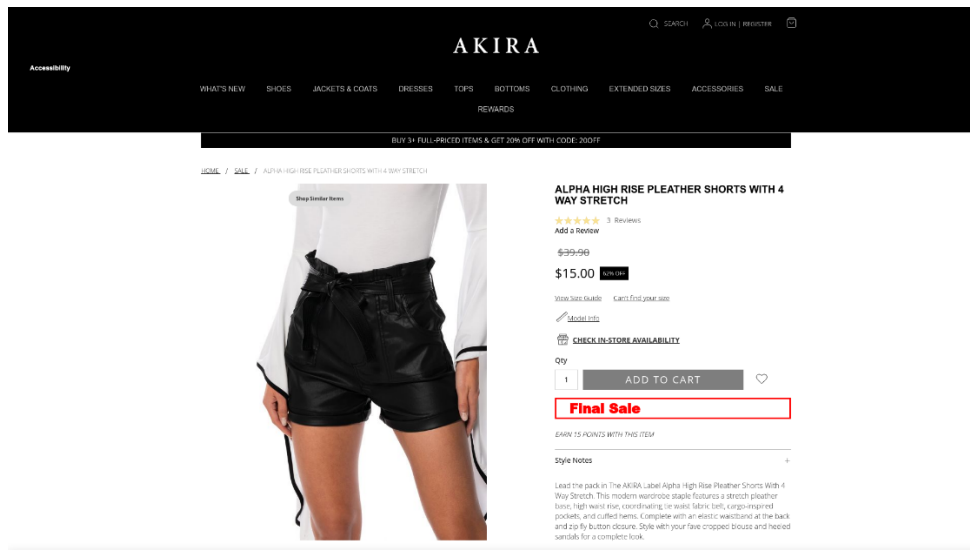 SEARCH
LOG IN | REGISTER
AKIRA
Accessibility
WHAT'S NEW
SHOES
JACKETS & COATS
DRESSES
TOPS
BOTTOMS
CLOTHING
EXTENDED SIZES
ACCESSORIES
SALE
REWARDS
BUY 3+ FULL-PRICED ITEMS & GET 20% OFF WITH CODE: 20OFF
HOME / SALE / ALPHA HIGH RISE PLEATHER SHORTS WITH 4 WAY STRETCH
Shop Similar Items
ALPHA HIGH RISE PLEATHER SHORTS WITH 4
WAY STRETCH
3 Reviews
Add a Review
$39.90
$15.00 62% OFF
View Size Guide Can't find your size
Model Info
CHECK IN-STORE AVAILABILITY
Qty
1 ADD TO CART
Final Sale
EARN 15 POINTS WITH THIS ITEM
Style Notes +
Lead the pack in The AKIRA Label Alpha High Rise Pleather Shorts With 4
Way Stretch. This modern wardrobe staple features a stretch pleather
base, high waist rise, coordinating tie waist fabric belt, cargo-inspired
pockets, and cuffed hems. Complete with an elastic waistband at the back
and zip fly button closure. Style with your fave cropped blouse and heeled
sandals for a complete look.